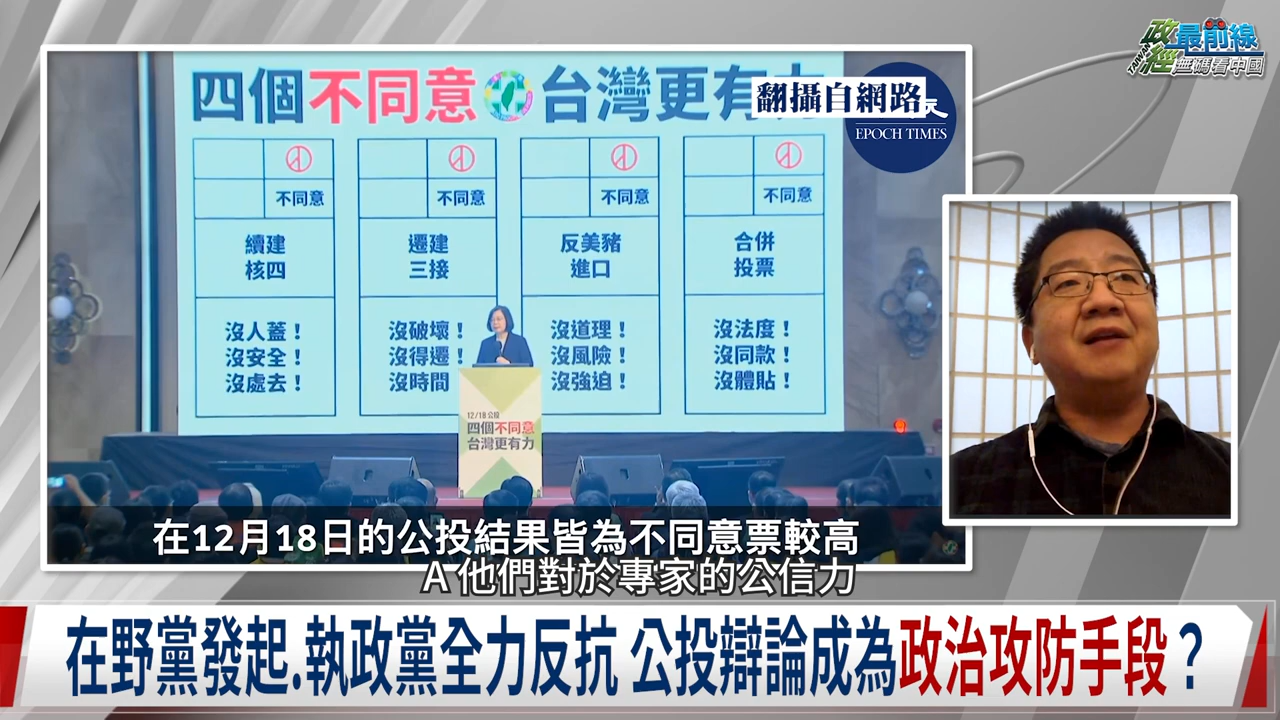 政經最前線
無碼看中國
四個不同意 台灣更有力
翻攝自網路
EPOCH TIMES
不同意 不同意 不同意 不同意
續建
核四
遷建
三接
反美豬
進口
合併
投票
沒人蓋！
沒安全！
沒處去！
沒破壞！
沒得遷！
沒時間
沒道理！
沒風險！
沒強迫！
沒法度！
沒同款！
沒體貼！
12/18公投
四個不同意
台灣更有力
在12月18日的公投結果皆為不同意票較高
A 他們對於專家的公信力
在野黨發起.執政黨全力反抗 公投辯論成為政治攻防手段？